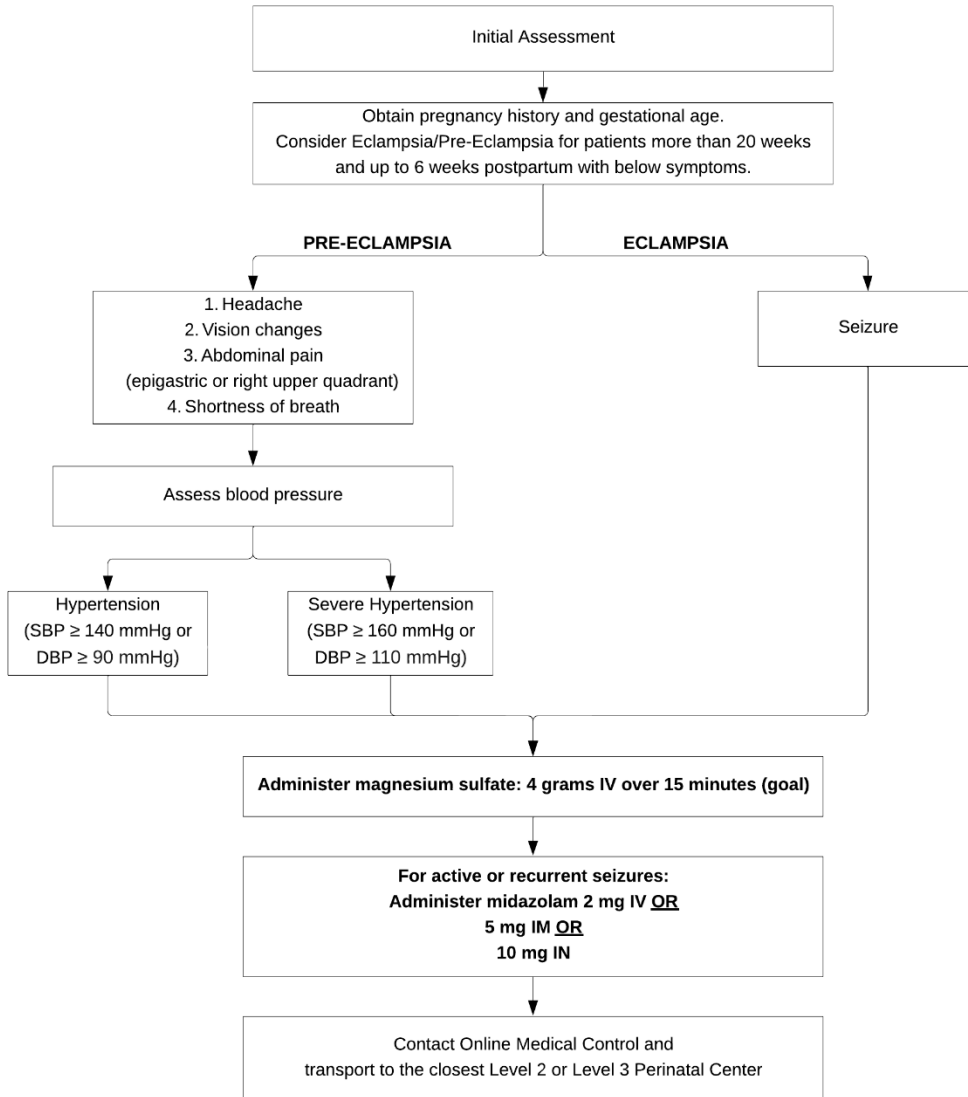 Initial Assessment
Obtain pregnancy history and gestational age.
Consider Eclampsia/Pre-Eclampsia for patients more than 20 weeks
and up to 6 weeks postpartum with below symptoms.
PRE-ECLAMPSIA
ECLAMPSIA
1. Headache
2. Vision changes
3. Abdominal pain
(epigastric or right upper quadrant)
4. Shortness of breath
Seizure
Assess blood pressure
Hypertension
(SBP ≥ 140 mmHg or
DBP ≥ 90 mmHg)
Severe Hypertension
(SBP ≥ 160 mmHg or
DBP ≥ 110 mmHg)
Administer magnesium sulfate: 4 grams IV over 15 minutes (goal)
For active or recurrent seizures:
Administer midazolam 2 mg IV OR
5 mg IM OR
10 mg IN
Contact Online Medical Control and
transport to the closest Level 2 or Level 3 Perinatal Center